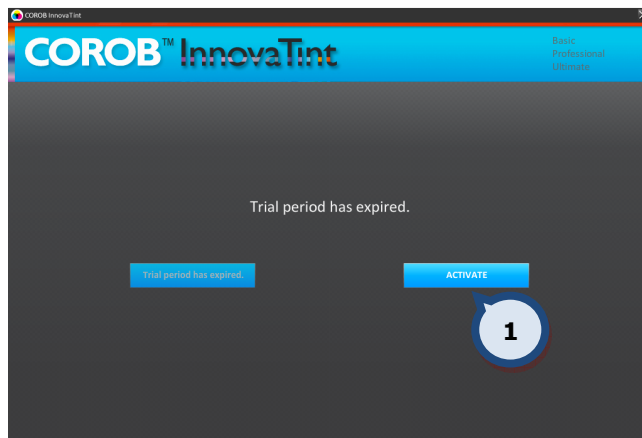 COROB InnovaTint
COROB™ InnovaTint
Basic
Professional
Ultimate
Trial period has expired.
Trial period has expired.
ACTIVATE
1